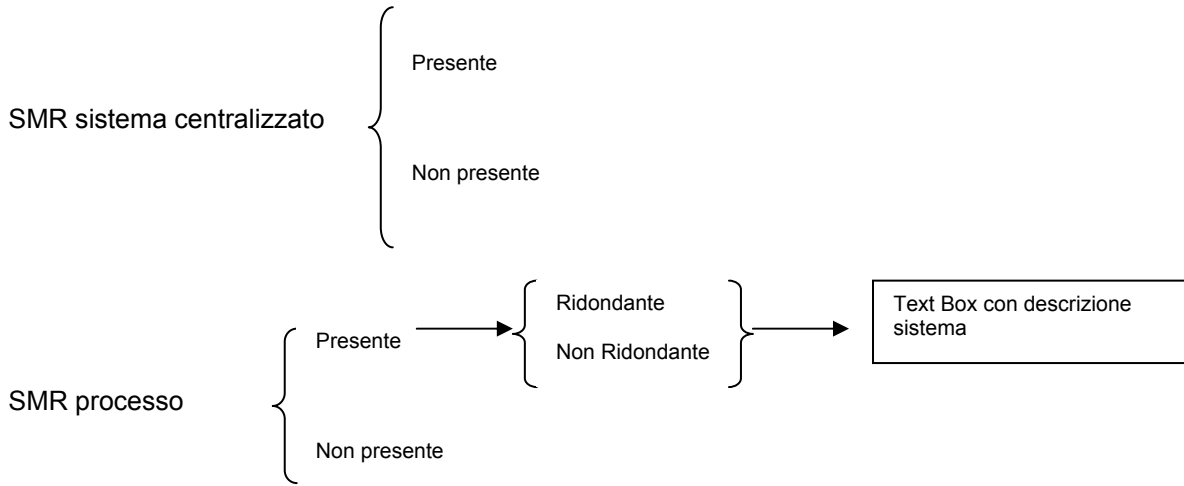 Presente
SMR sistema centralizzato
Non presente
Ridondante
Text Box con descrizione
sistema
Presente
Non Ridondante
SMR processo
Non presente